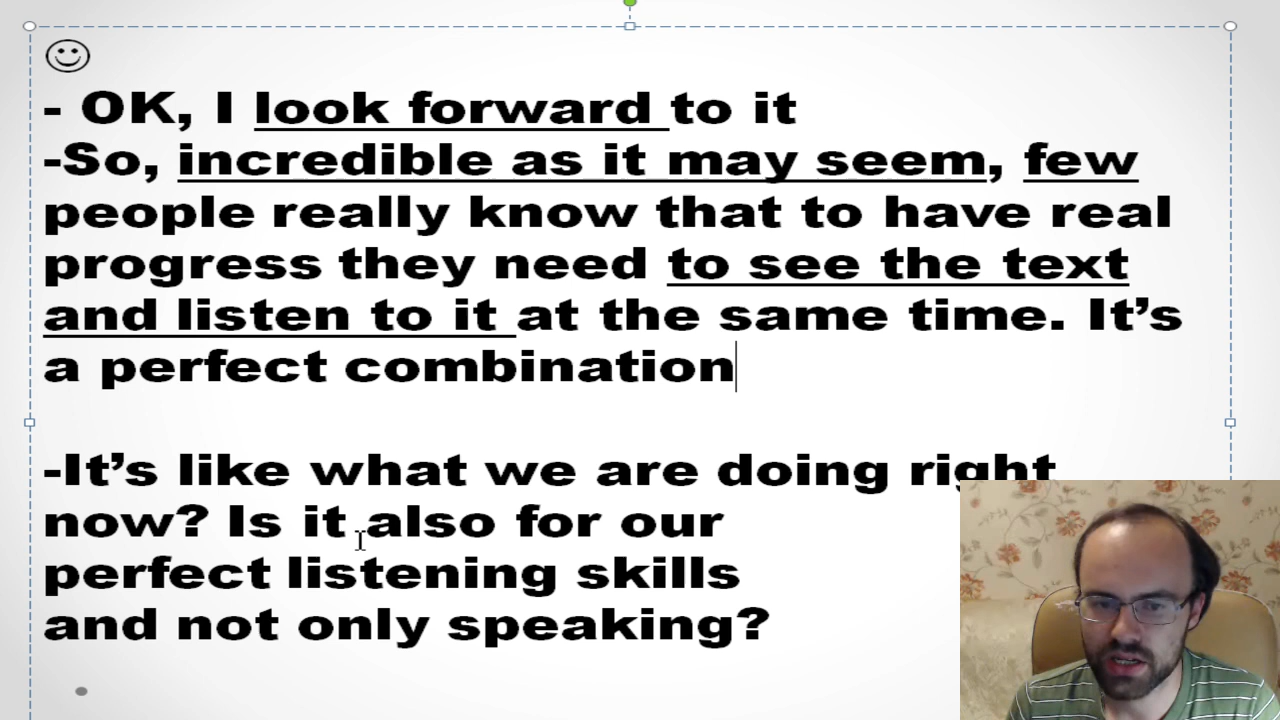 - OK, I look forward to it
-So, incredible as it may seem, few
people really know that to have real
progress they need to see the text
and listen to it at the same time. It’s
a perfect combination
-It’s like what we are doing right
now? Is it also for our
perfect listening skills
and not only speaking?